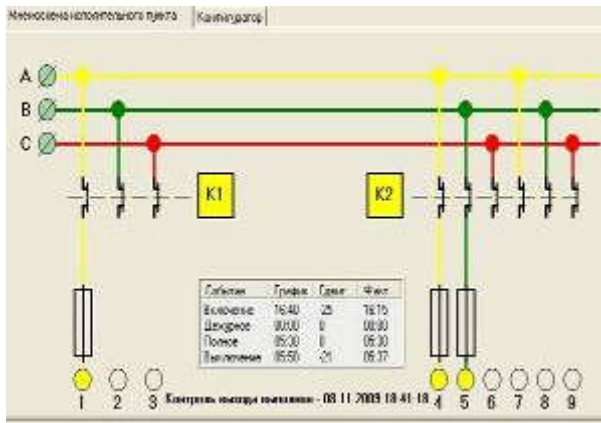 Мнемосхема исполнительного пункта Конфигуратор
A
B
C
K1 K2
Событие График Сдвиг Факт
Включение 16:40 -25 16:15
Дежурное 00:00 0 00:00
Полное 05:30 0 05:30
Выключение 05:50 -21 05:37
1 2 3 Контроль выхода выполнен - 08.11.2009 18:41:18 4 5 6 7 8 9